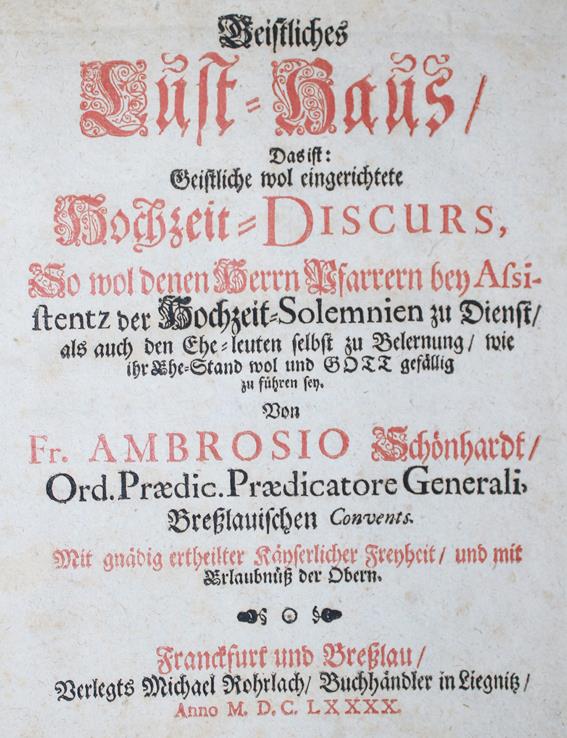 Geistliches
Lust-Hauß/
Das ist:
Geistliche wol eingerichtete
Hochzeit-DISCURS,
So wol denen Herrn Pfarrern bey Assi-
stentz der Hochzeit-Solemnien zu Dienst/
als auch den Ehe-leuten selbst zu Belernung/ wie
ihr Ehe-Stand wol und GOTT gefällig
zu führen sey.
Von
Fr. AMBROSIO Schönhardt/
Ord. Prædic. Prædicatore Generali,
Breßlauischen Convents.
Mit gnädig ertheilter Käyserlicher Freyheit/ und mit
Erlaubnüß der Obern.
Franckfurt und Breßlau/
Verlegts Michael Rohrlach/ Buchhändler in Liegnitz/
Anno M. D. C. LXXXX.